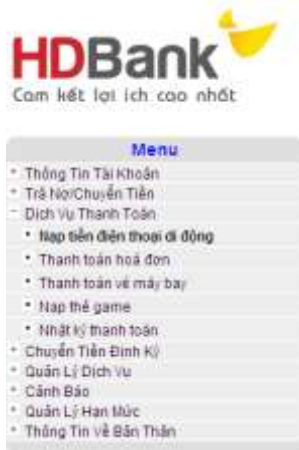 HDBank
Cam kết lợi ích cao nhất
Menu
+ Thông Tin Tài Khoản
+ Trả Nợ/Chuyển Tiền
− Dịch Vụ Thanh Toán
• Nạp tiền điện thoại di động
• Thanh toán hoá đơn
• Thanh toán vé máy bay
• Nạp thẻ game
• Nhật ký thanh toán
+ Chuyển Tiền Định Kỳ
+ Quản Lý Dịch Vụ
+ Cảnh Báo
+ Quản Lý Hạn Mức
+ Thông Tin Về Bản Thân